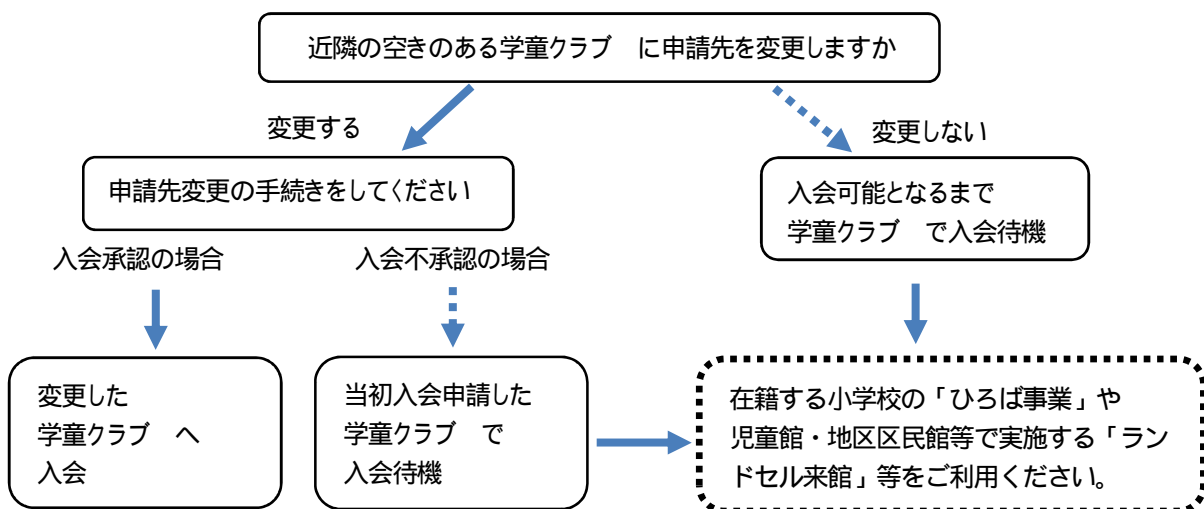 近隣の空きのある学童クラブ　に申請先を変更しますか
変更する
変更しない
申請先変更の手続きをしてください
入会可能となるまで
学童クラブ　で入会待機
入会承認の場合
入会不承認の場合
変更した
学童クラブ　へ
入会
当初入会申請した
学童クラブ　で
入会待機
在籍する小学校の「ひろば事業」や
児童館・地区区民館等で実施する「ラン
ドセル来館」等をご利用ください。